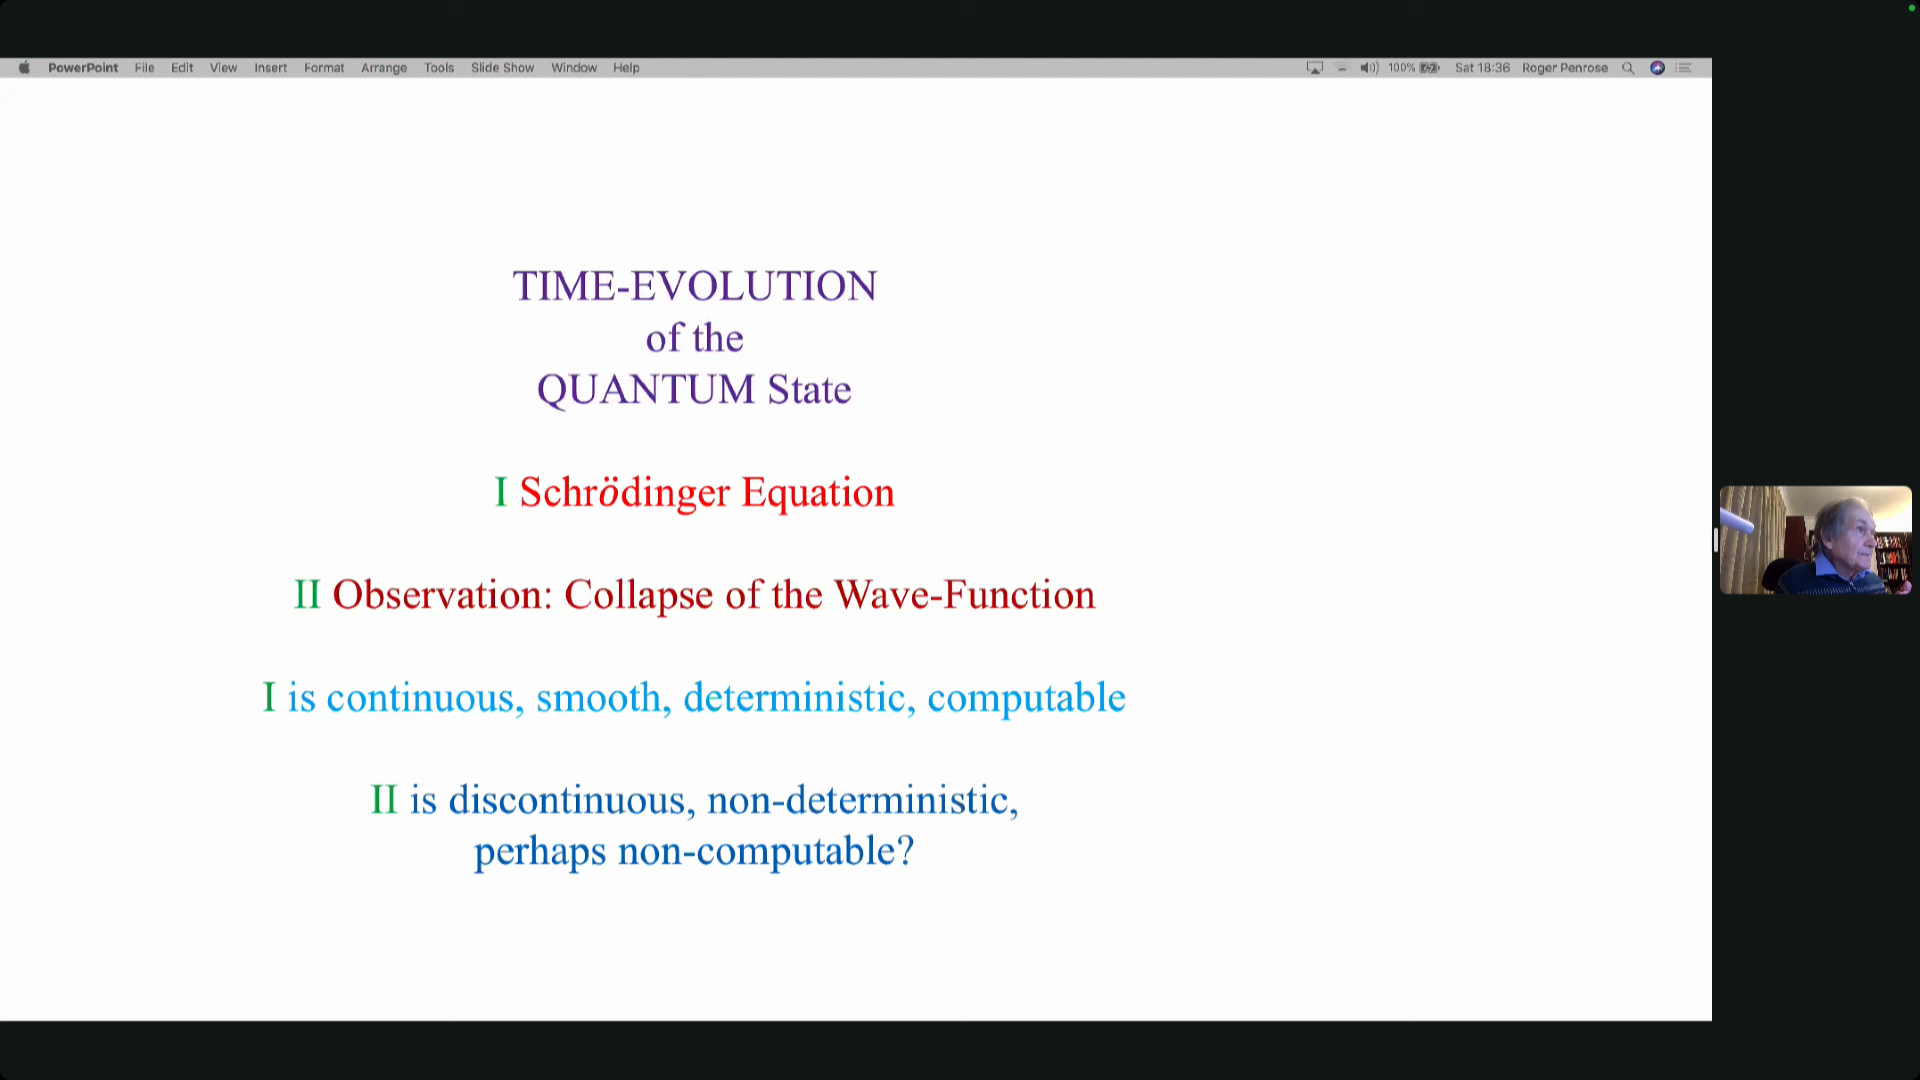 PowerPoint File Edit View Insert Format Arrange Tools Slide Show Window Help 100% Sat 18:36 Roger Penrose
TIME-EVOLUTION
of the
QUANTUM State
I Schrödinger Equation
II Observation: Collapse of the Wave-Function
I is continuous, smooth, deterministic, computable
II is discontinuous, non-deterministic,
perhaps non-computable?